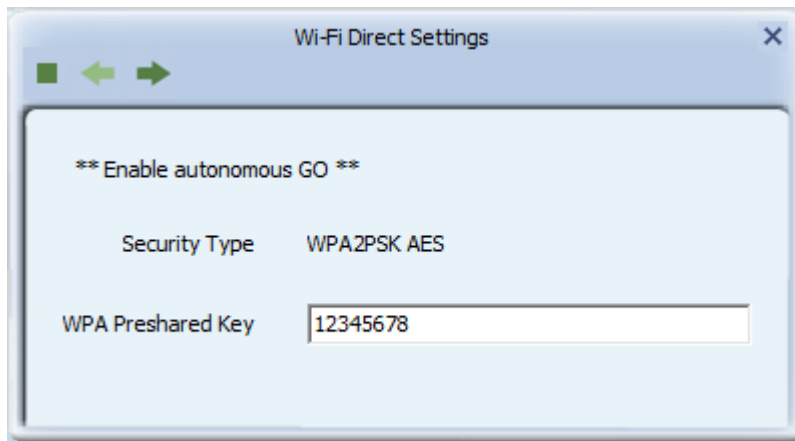 Wi-Fi Direct Settings
** Enable autonomous GO **
Security Type WPA2PSK AES
WPA Preshared Key 12345678